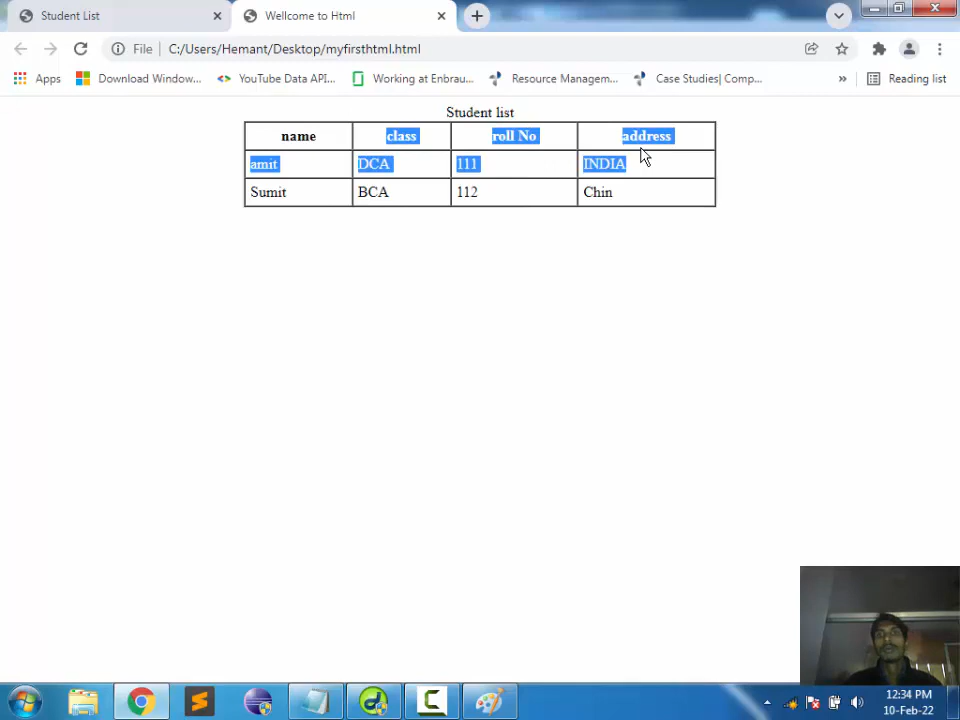 Student List
Wellcome to Html
File
C:/Users/Hemant/Desktop/myfirsthtml.html
Apps
Download Window...
YouTube Data API...
Working at Enbrau...
Resource Managem...
Case Studies| Comp...
»
Reading list
Student list
name class roll No address
amit DCA 111 INDIA
Sumit BCA 112 Chin
12:34 PM
10-Feb-22